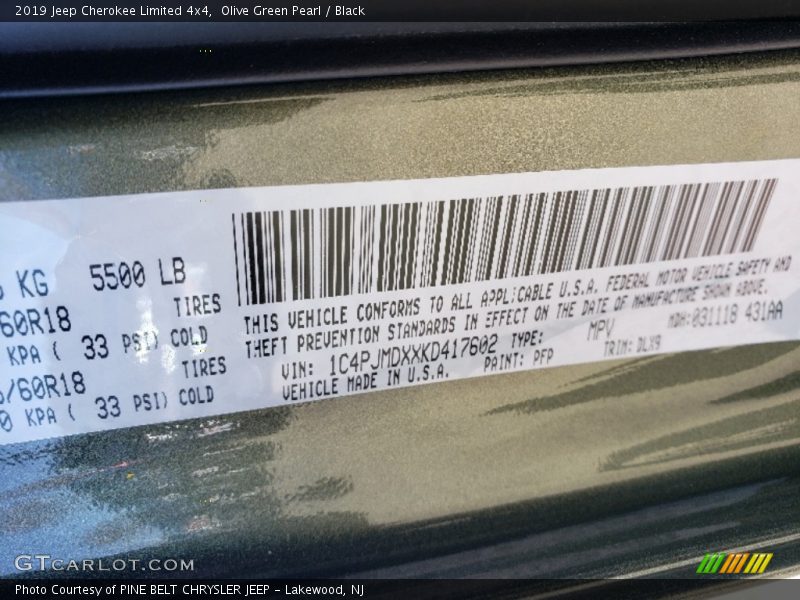 2019 Jeep Cherokee Limited 4x4,  Olive Green Pearl / Black
KG 5500 LB
60R18 TIRES
KPA ( 33 PSI) COLD
/60R18 TIRES
0 KPA ( 33 PSI) COLD
THIS VEHICLE CONFORMS TO ALL APPLICABLE U.S.A. FEDERAL MOTOR VEHICLE SAFETY AND
THEFT PREVENTION STANDARDS IN EFFECT ON THE DATE OF MANUFACTURE SHOWN ABOVE.
VIN: 1C4PJMDXXKD417602 TYPE: MPV MDH:031118 431AA
VEHICLE MADE IN U.S.A. PAINT: PFP TRIM: DLX9
GTCARLOT.COM
Photo Courtesy of PINE BELT CHRYSLER JEEP - Lakewood, NJ